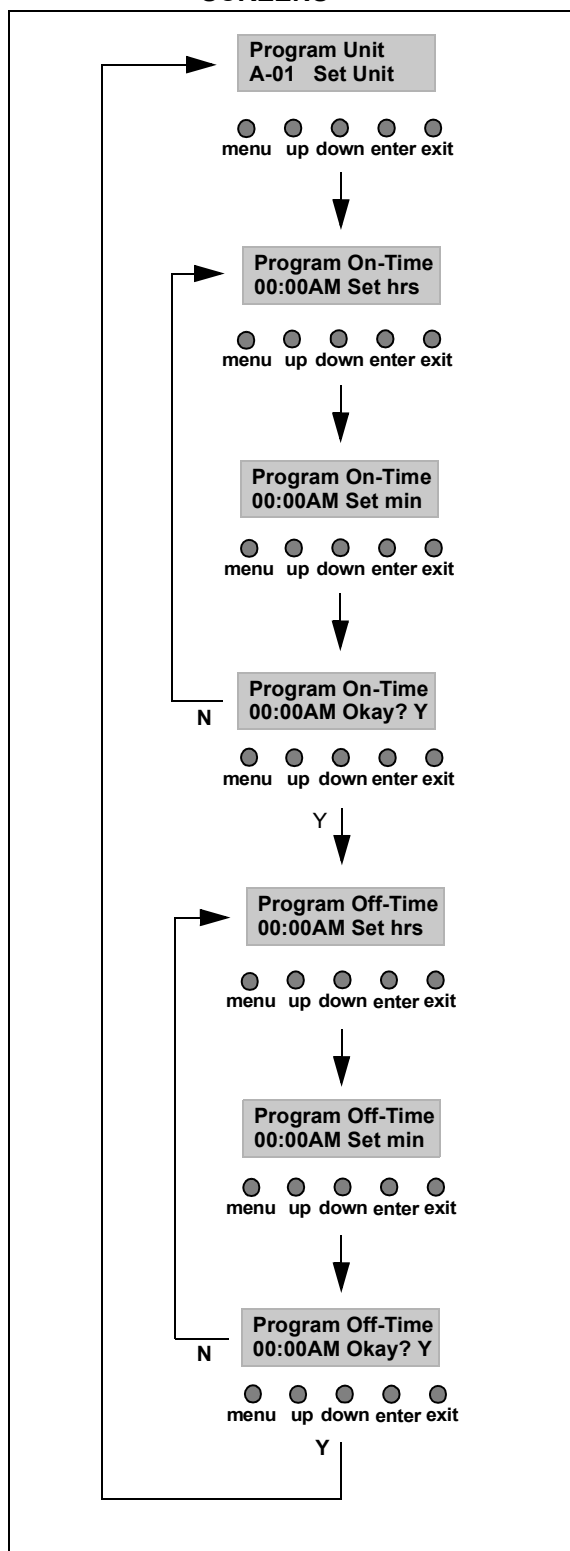 Program Unit
A-01 Set Unit
menu up down enter exit
Program On-Time
00:00AM Set hrs
menu up down enter exit
Program On-Time
00:00AM Set min
menu up down enter exit
Program On-Time
00:00AM Okay? Y
N
menu up down enter exit
Y
Program Off-Time
00:00AM Set hrs
menu up down enter exit
Program Off-Time
00:00AM Set min
menu up down enter exit
Program Off-Time
00:00AM Okay? Y
N
menu up down enter exit
Y